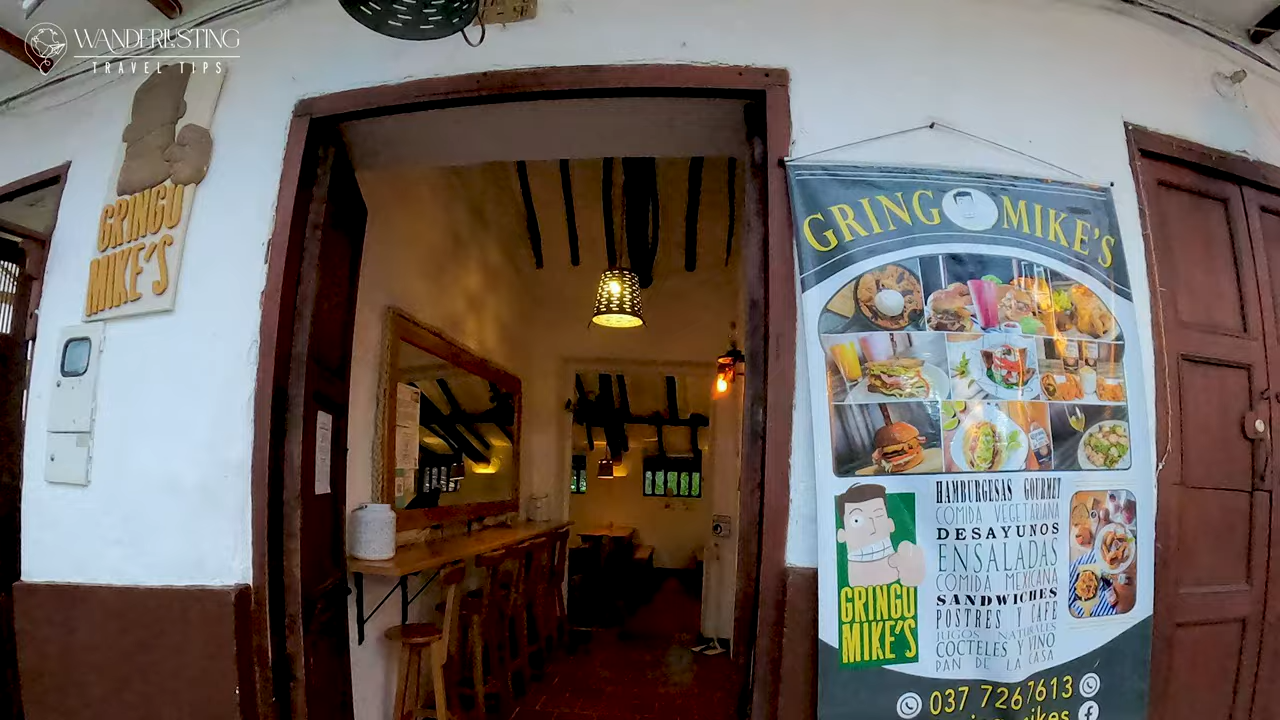 WANDERLUSTING
TRAVEL TIPS
GRINGO
MIKE'S
GRING MIKE'S
HAMBURGESAS GOURMET
COMIDA VEGETARIANA
DESAYUNOS
ENSALADAS
COMIDA MEXICANA
SANDWICHES
POSTRES Y CAFE
JUGOS NATURALES
COCTELES Y VINO
PAN DE LA CASA
GRINGO
MIKE'S
037 7267613